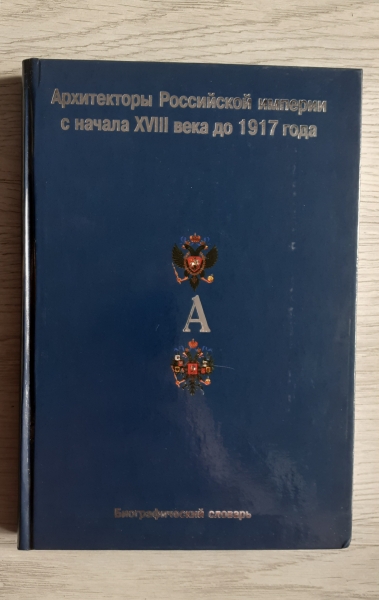 Архитекторы Российской империи
с начала XVIII века до 1917 года
А
Биографический словарь